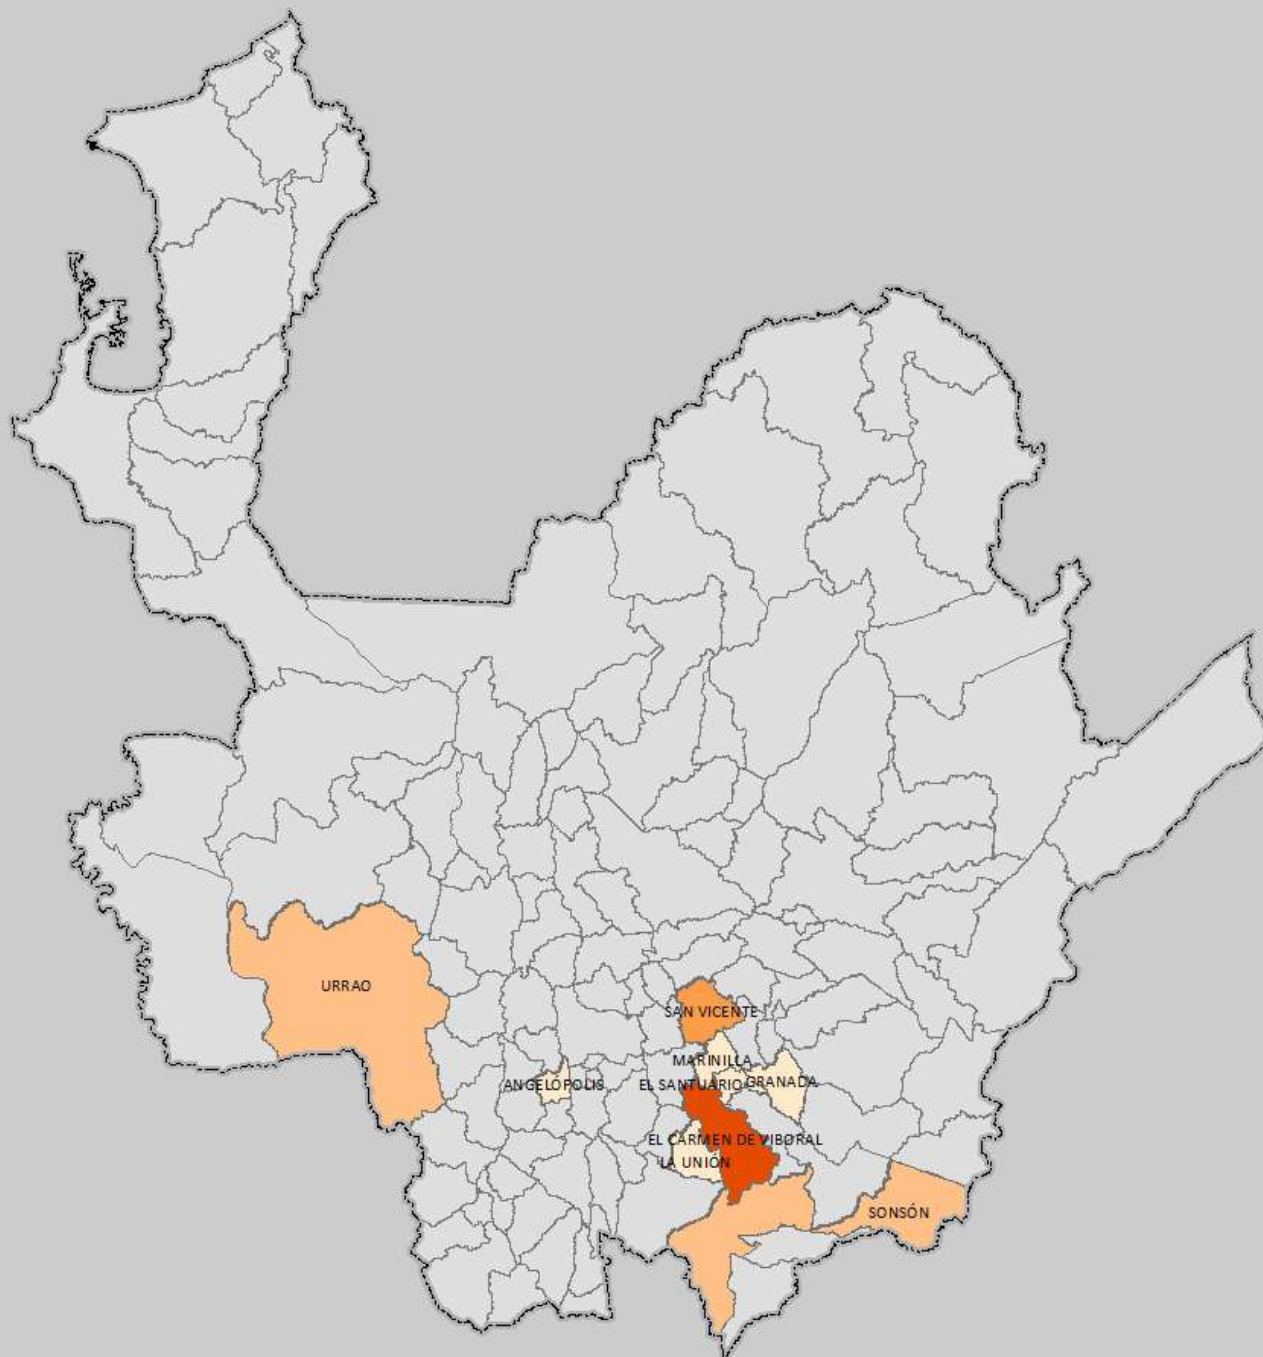 URRAO
SAN VICENTE
MARINILLA
ANGELÓPOLIS
EL SANTUARIO
GRANADA
EL CARMEN DE VIBORAL
LA UNIÓN
SONSÓN